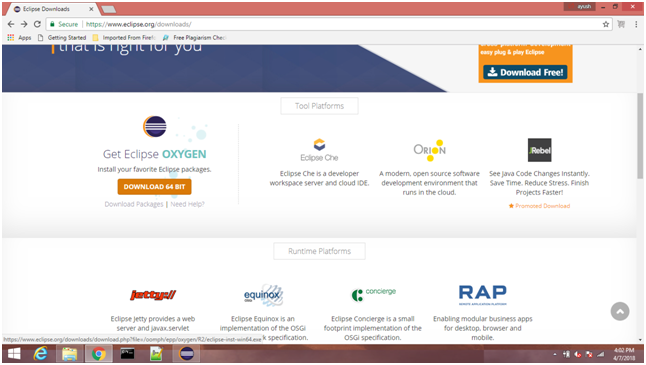 Eclipse Downloads
ayush
Secure | https://www.eclipse.org/downloads/
Apps Getting Started Imported From Firef Free Plagiarism Chec
that is right for you
easy pkg & play Eclipse
Download Free!
Tool Platforms
Get Eclipse OXYGEN
Install your favorite Eclipse packages.
DOWNLOAD 64 BIT
Download Packages | Need Help?
Eclipse Che
Eclipse Che is a developer
workspace server and cloud IDE.
ORION
A modern, open source software
development environment that
runs in the cloud.
JRebel
See Java Code Changes Instantly.
Save Time. Reduce Stress. Finish
Projects Faster!
Promoted Download
Runtime Platforms
jetty://
Eclipse Jetty provides a web
server and javax.servlet
equinox
Eclipse Equinox is an
implementation of the OSGi
k specification.
concierge
Eclipse Concierge is a small
footprint implementation of the
OSGi specification.
RAP
Enabling modular business apps
for desktop, browser and
mobile.
https://www.eclipse.org/downloads/download.php?file=/oomph/epp/oxygen/R2/eclipse-inst-win64.exe
4:02 PM
4/7/2018